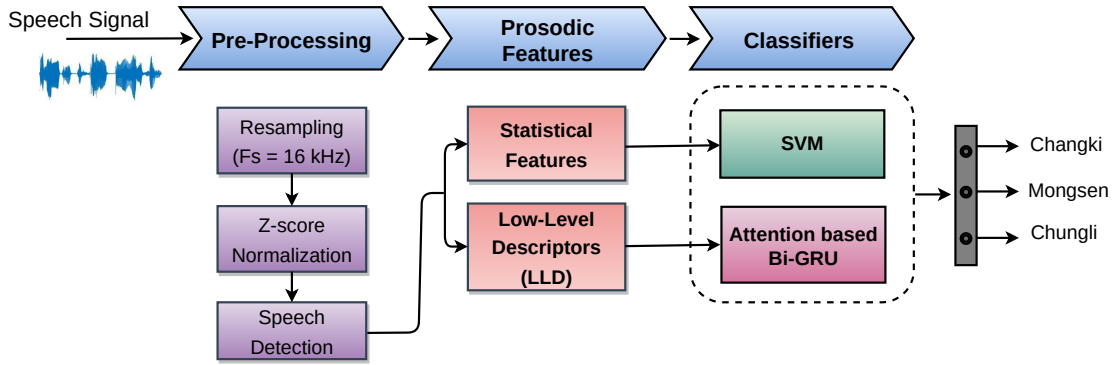 Speech Signal
Pre-Processing
Prosodic
Features
Classifiers
Resampling
(Fs = 16 kHz)
Z-score
Normalization
Speech
Detection
Statistical
Features
Low-Level
Descriptors
(LLD)
SVM
Attention based
Bi-GRU
Changki
Mongsen
Chungli